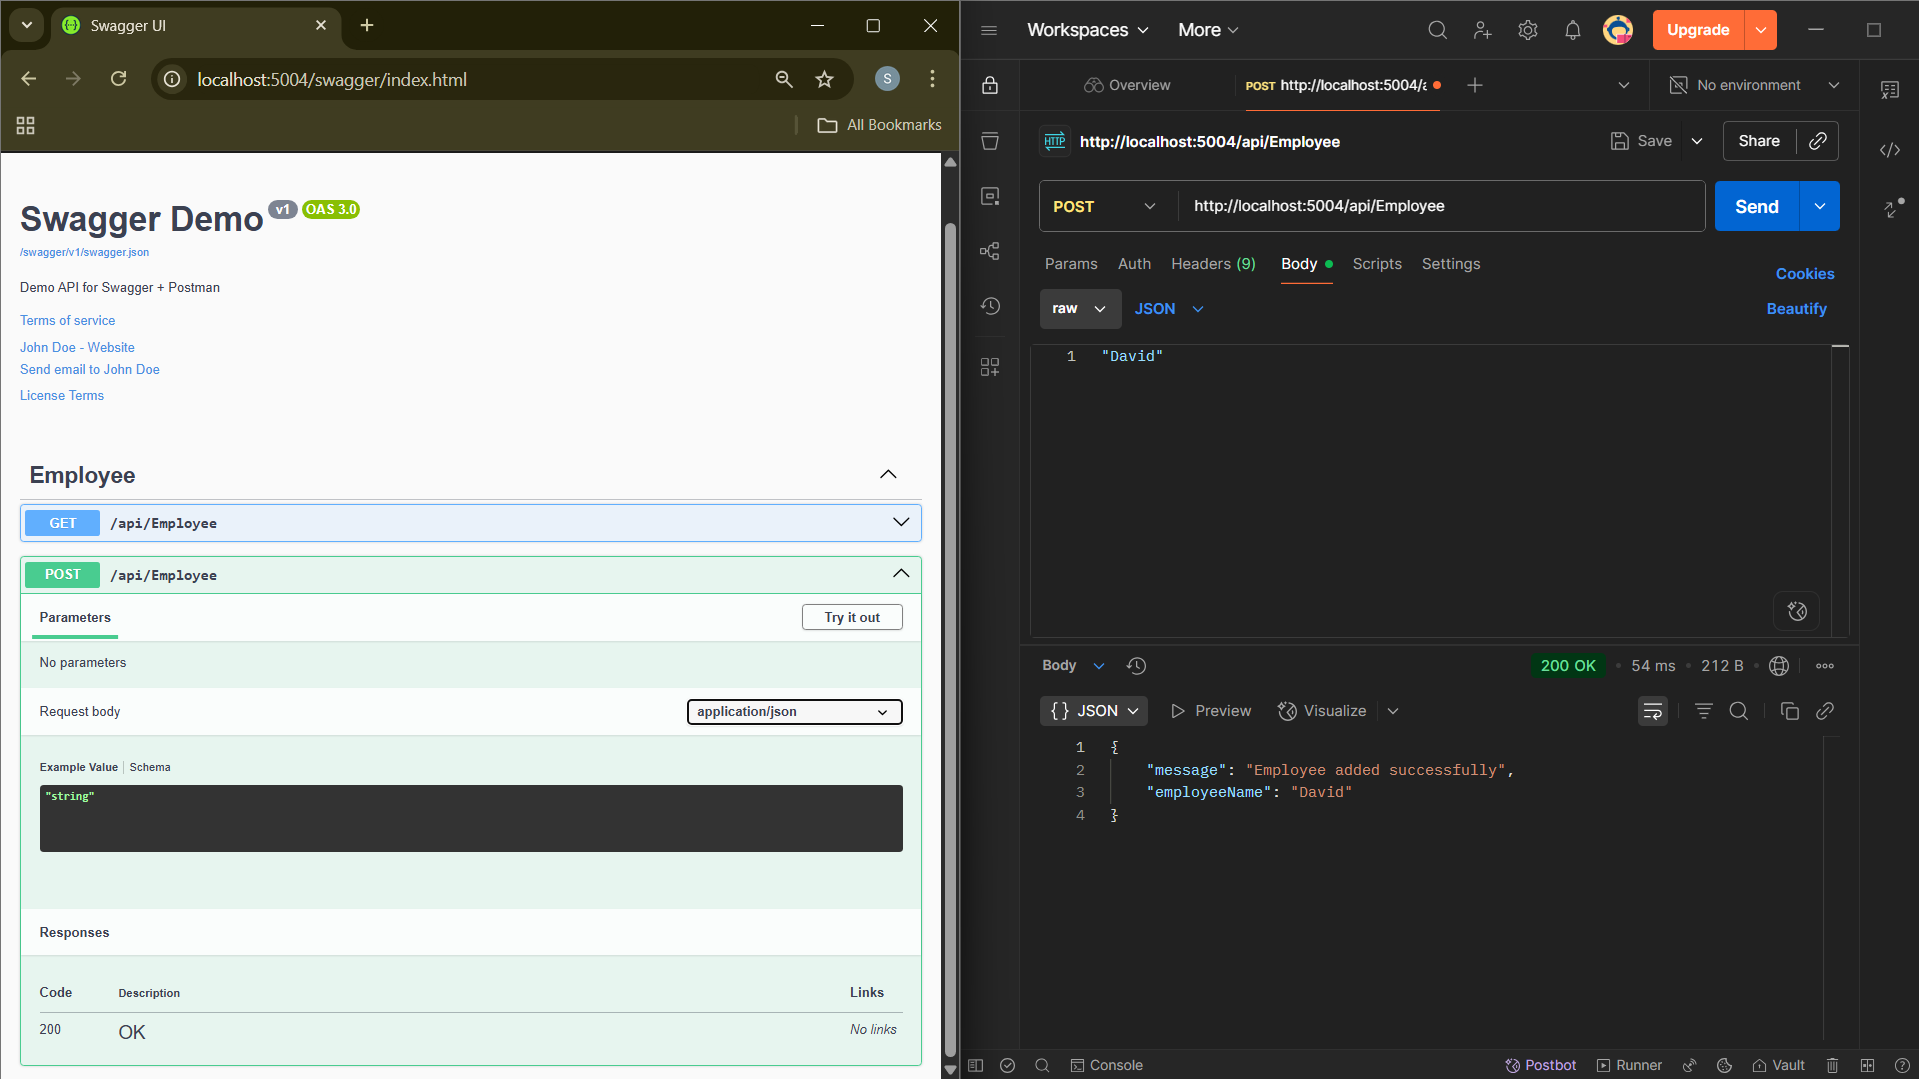 Swagger UI
localhost:5004/swagger/index.html
S
All Bookmarks
Swagger Demo v1 OAS 3.0
/swagger/v1/swagger.json
Demo API for Swagger + Postman
Terms of service
John Doe - Website
Send email to John Doe
License Terms
Employee
GET /api/Employee
POST /api/Employee
Parameters Try it out
No parameters
Request body application/json
Example Value Schema
"string"
Responses
Code Description Links
200 OK No links
Workspaces More Upgrade
Overview POST http://localhost:5004/a No environment
HTTP http://localhost:5004/api/Employee Save Share
POST http://localhost:5004/api/Employee Send
Params Auth Headers (9) Body Scripts Settings Cookies
raw JSON Beautify
1 "David"
Body 200 OK 54 ms 212 B
{} JSON Preview Visualize
1 {
2 "message": "Employee added successfully",
3 "employeeName": "David"
4 }
Console Postbot Runner Vault